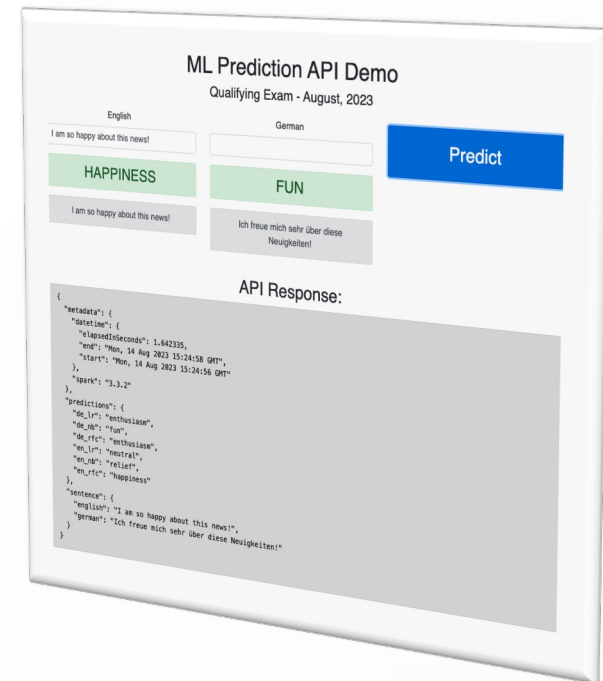 ML Prediction API Demo
Qualifying Exam - August, 2023
English
German
I am so happy about this news!
Predict
HAPPINESS
FUN
I am so happy about this news!
Ich freue mich sehr über diese
Neuigkeiten!
API Response:
{
"metadata": {
"datetime": {
"elapsedInSeconds": 1.642335,
"end": "Mon, 14 Aug 2023 15:24:58 GMT",
"start": "Mon, 14 Aug 2023 15:24:56 GMT"
},
"spark": "3.3.2"
},
"predictions": {
"de_lr": "enthusiasm",
"de_nb": "fun",
"de_rfc": "enthusiasm",
"en_lr": "neutral",
"en_nb": "relief",
"en_rfc": "happiness"
},
"sentence": {
"english": "I am so happy about this news!",
"german": "Ich freue mich sehr über diese Neuigkeiten!"
}
}